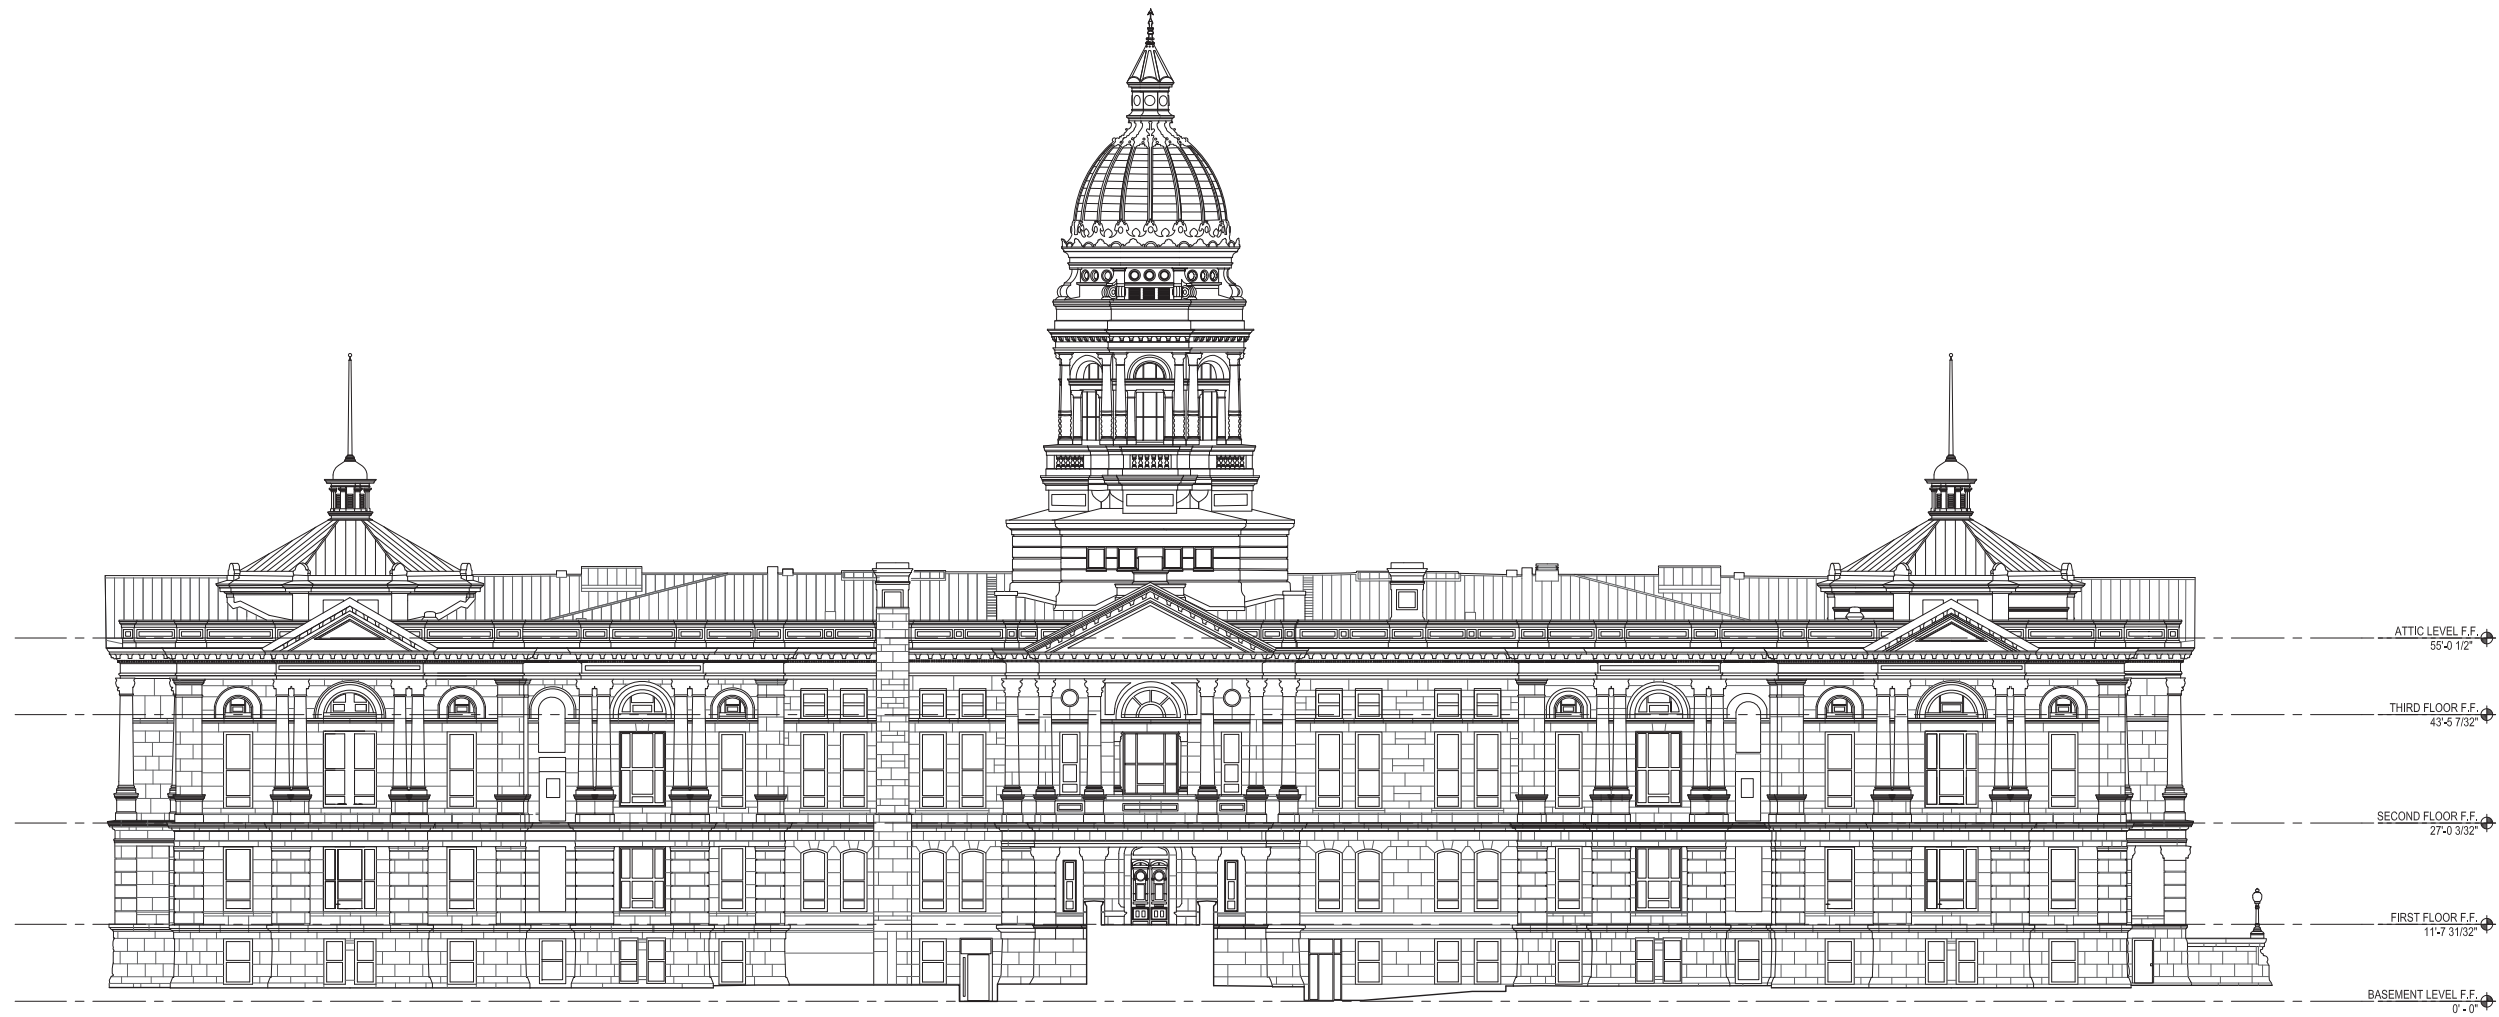 ATTIC LEVEL F.F.
55'-0 1/2"
THIRD FLOOR F.F.
43'-5 7/32"
SECOND FLOOR F.F.
27'-0 3/32"
FIRST FLOOR F.F.
11'-7 31/32"
BASEMENT LEVEL F.F.
0' - 0"